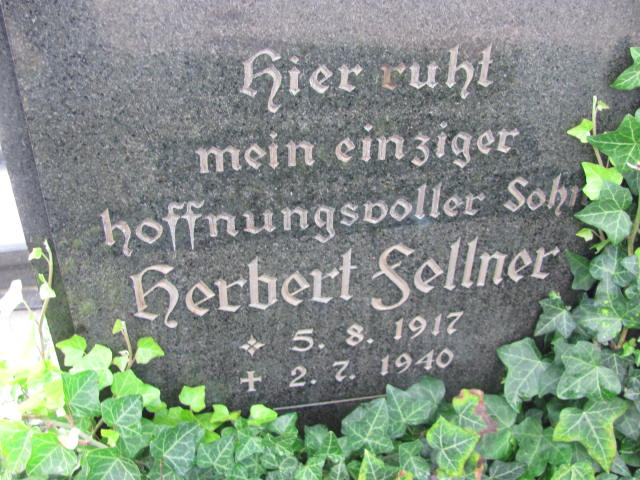 Hier ruht
mein einziger
hoffnungsvoller Sohn
Herbert Fellner
✧ 5. 8. 1917
✝ 2. 7. 1940